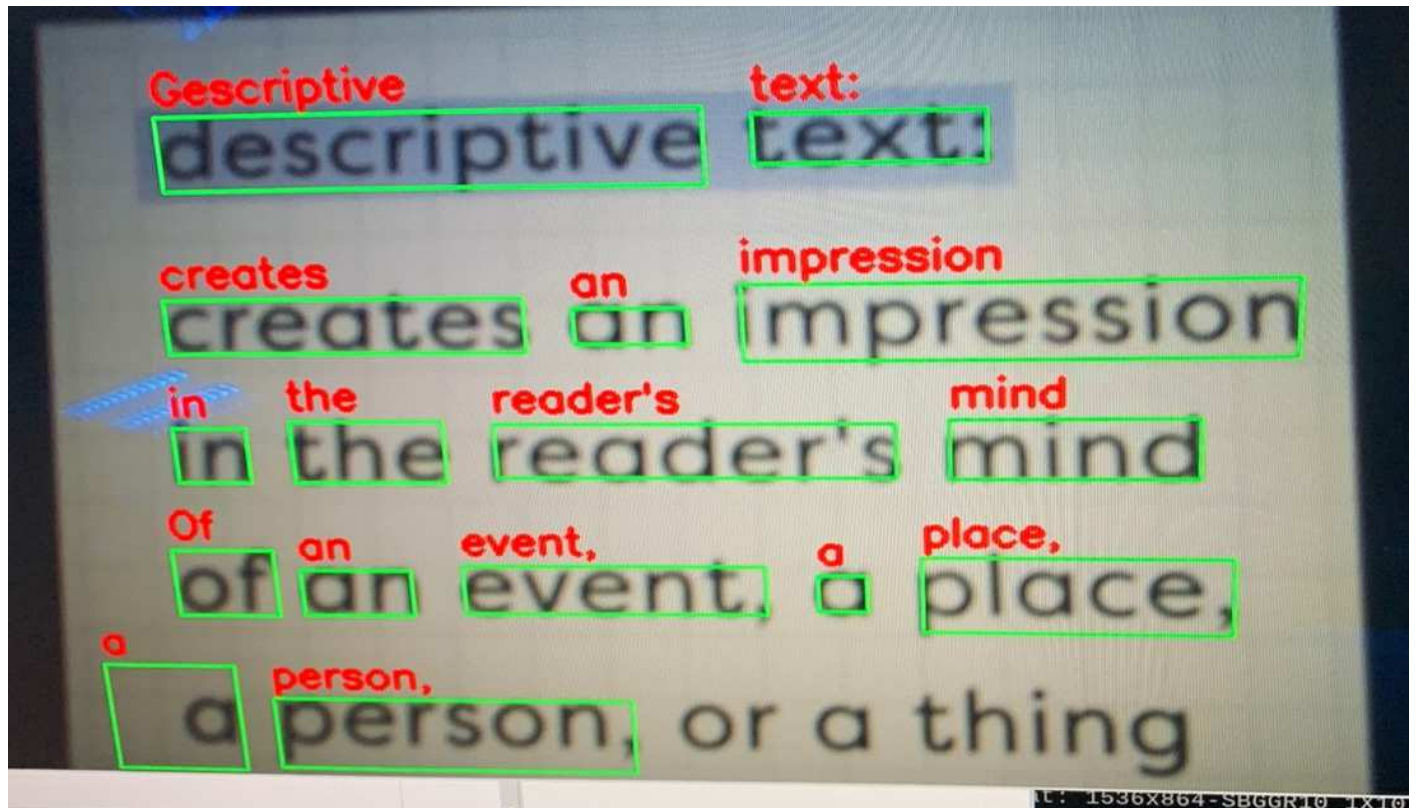 Gescriptive text:
descriptive text:
creates an impression
creates an impression
in the reader's mind
in the reader's mind
Of an event, a place,
of an event, a place,
a person,
a person, or a thing
1536x864-SBGGR10_1X10